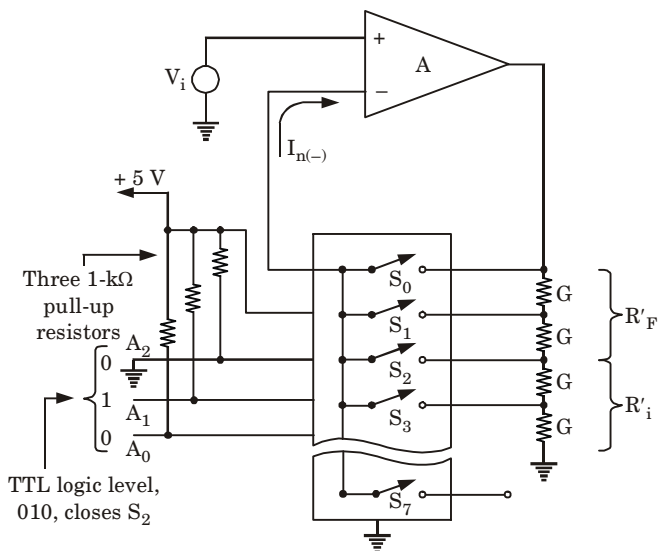 +
A
V_i
−
I_n(−)
+ 5 V
Three 1-kΩ
pull-up
resistors
S_0
G
S_1
G
R'_F
A_2
0
S_2
G
1
A_1
S_3
G
R'_i
0
A_0
TTL logic level,
010, closes S_2
S_7